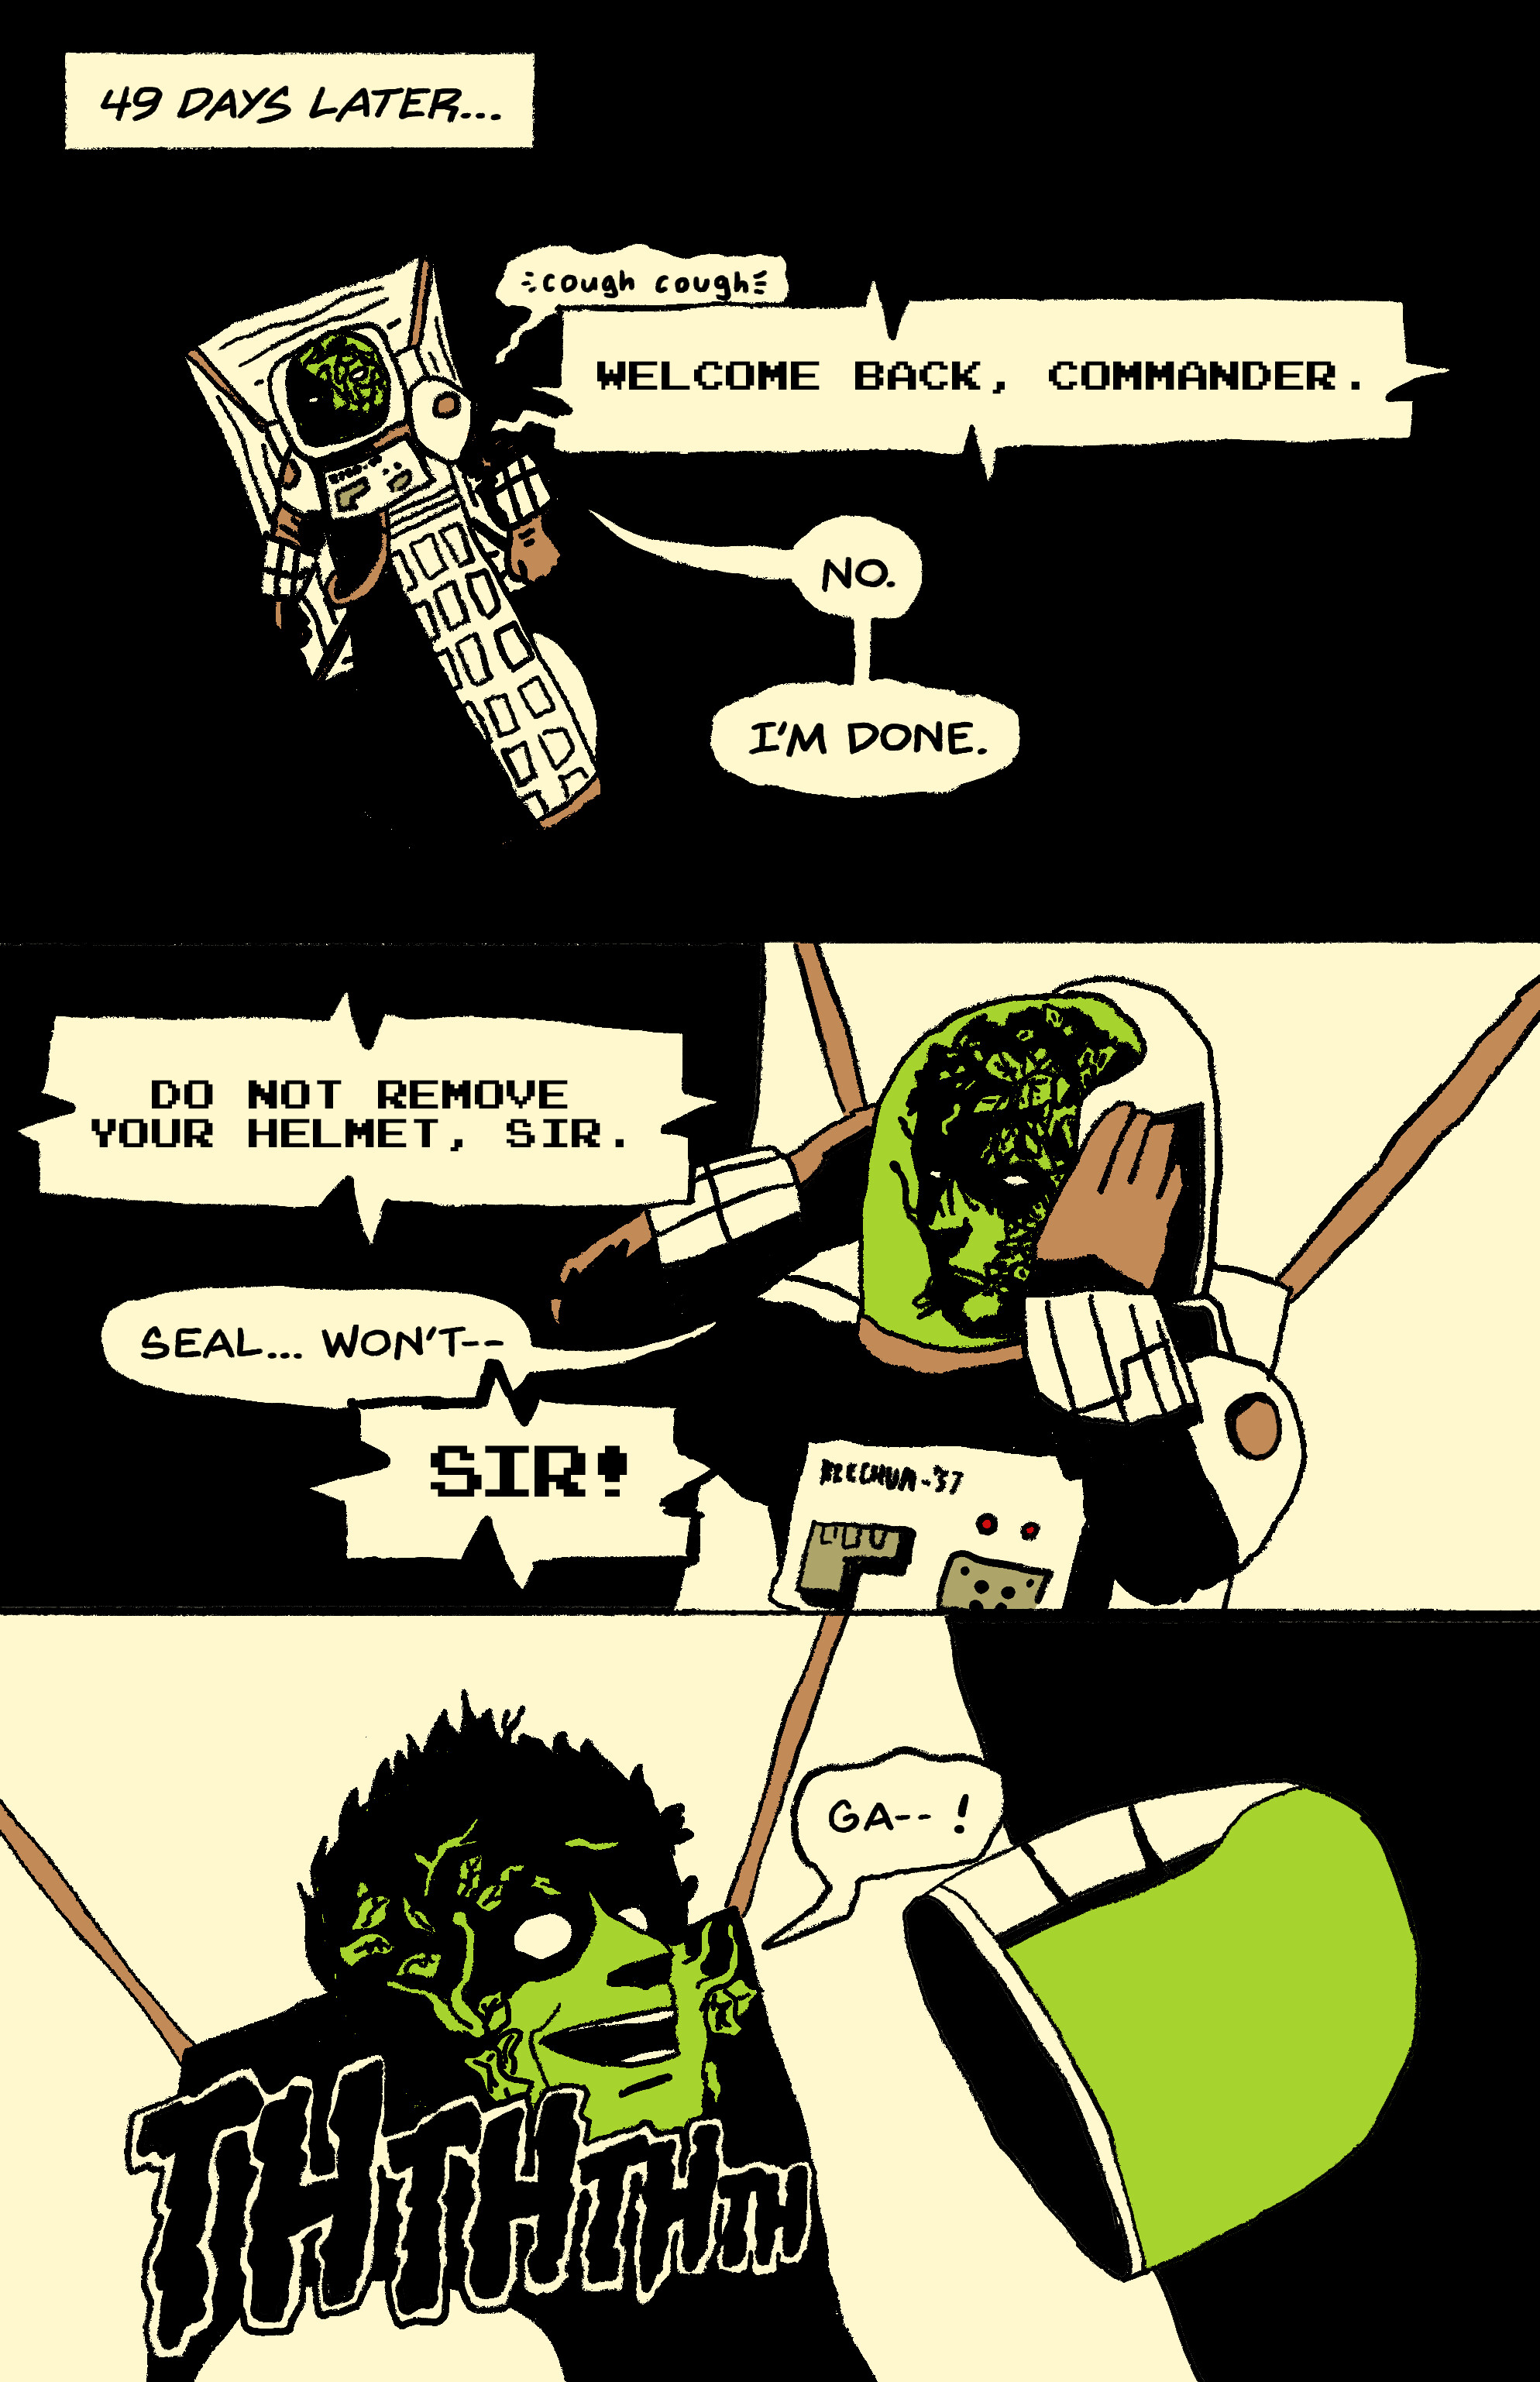 49 DAYS LATER...
cough cough
WELCOME BACK, COMMANDER.
NO.
I'M DONE.
DO NOT REMOVE
YOUR HELMET, SIR.
SEAL... WON'T--
SIR!
-'37
GA-- !
THTHTHTH